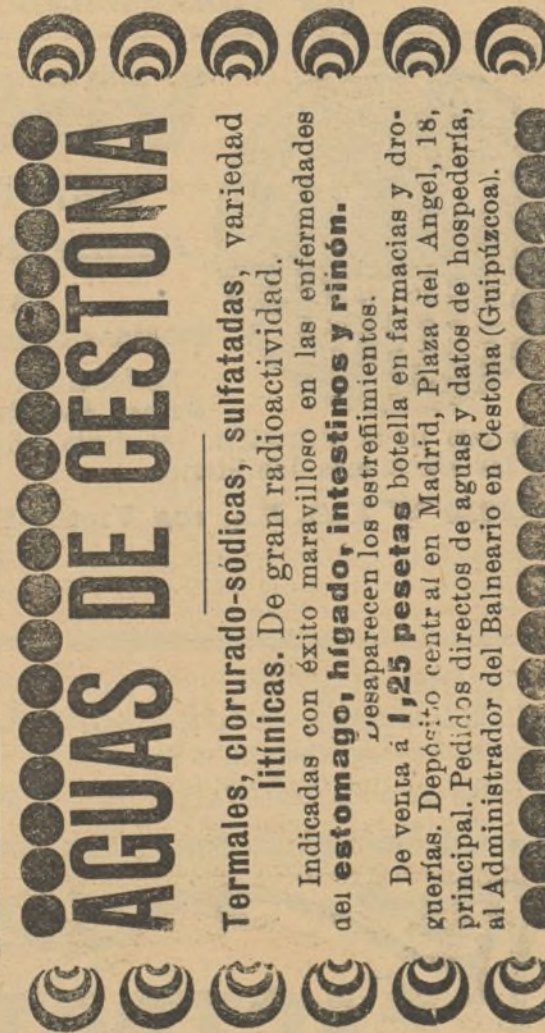 AGUAS DE CESTONA
Termales, clorurado-sódicas, sulfatadas, variedad
litínicas. De gran radioactividad.
Indicadas con éxito maravilloso en las enfermedades
del estomago, hígado, intestinos y riñón.
Desaparecen los estreñimientos.
De venta á 1,25 pesetas botella en farmacias y dro-
guerías. Depósito central en Madrid, Plaza del Angel, 18,
principal. Pedidos directos de aguas y datos de hospedería,
al Administrador del Balneario en Cestona (Guipúzcoa).